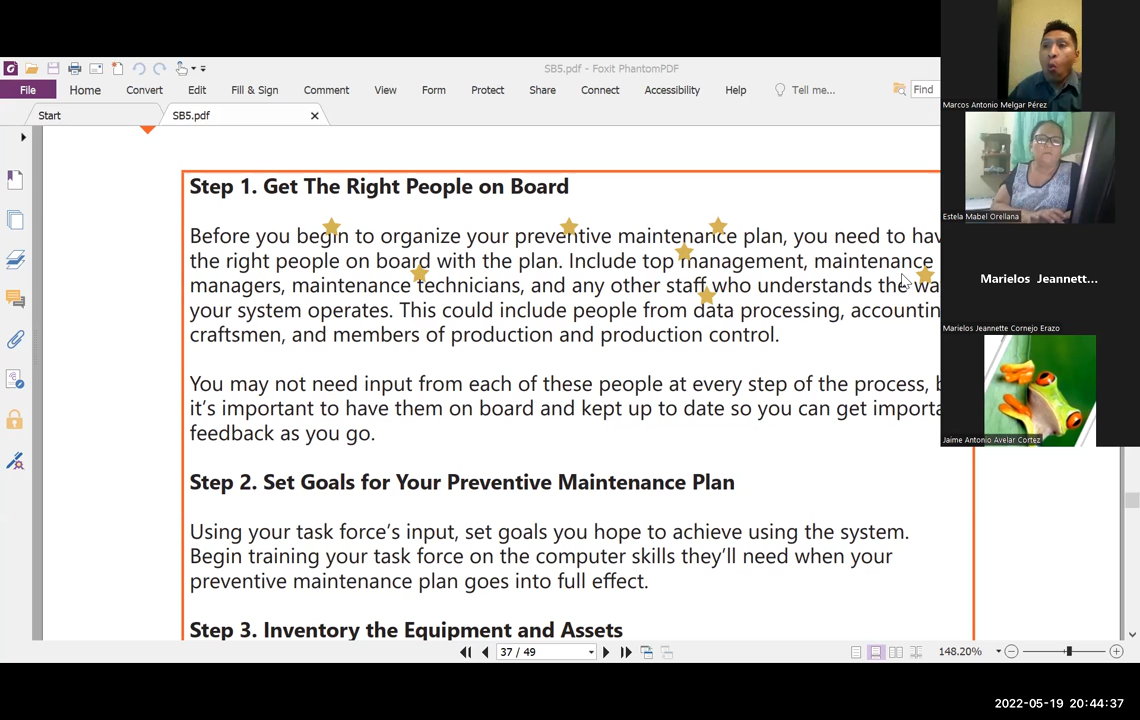 SB5.pdf - Foxit PhantomPDF
File Home Convert Edit Fill & Sign Comment View Form Protect Share Connect Accessibility Help Tell me... Find
Start SB5.pdf
Step 1. Get The Right People on Board
Before you begin to organize your preventive maintenance plan, you need to
the right people on board with the plan. Include top management, maintenance
managers, maintenance technicians, and any other staff who understands the
your system operates. This could include people from data processing,
craftsmen, and members of production and production control.
You may not need input from each of these people at every step of the process,
it's important to have them on board and kept up to date so you can get
feedback as you go.
Step 2. Set Goals for Your Preventive Maintenance Plan
Using your task force's input, set goals you hope to achieve using the system.
Begin training your task force on the computer skills they'll need when your
preventive maintenance plan goes into full effect.
Step 3. Inventory the Equipment and Assets
37 / 49
148.20%
Marcos Antonio Melgar Pérez
Estela Mabel Orellana
Marielos Jeannett...
Marielos Jeannette Cornejo Erazo
Jaime Antonio Avelar Cortez
2022-05-19 20:44:37